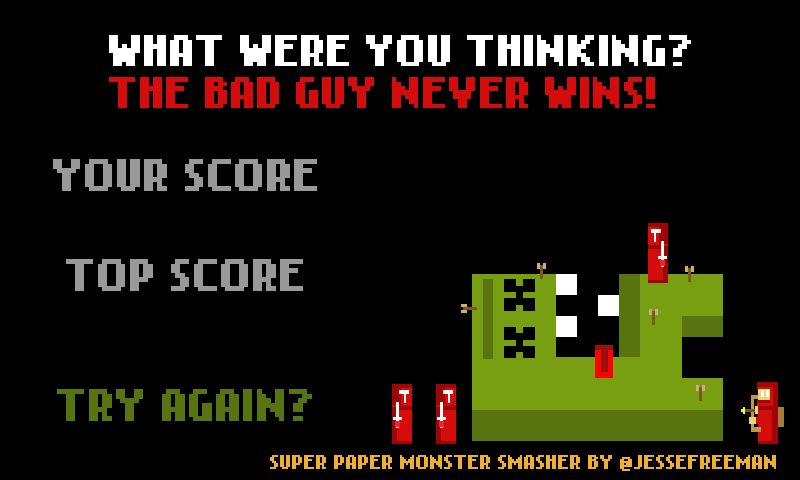 WHAT WERE YOU THINKING?
THE BAD GUY NEVER WINS!
YOUR SCORE
TOP SCORE
TRY AGAIN?
SUPER PAPER MONSTER SMASHER BY @JESSEFREEMAN